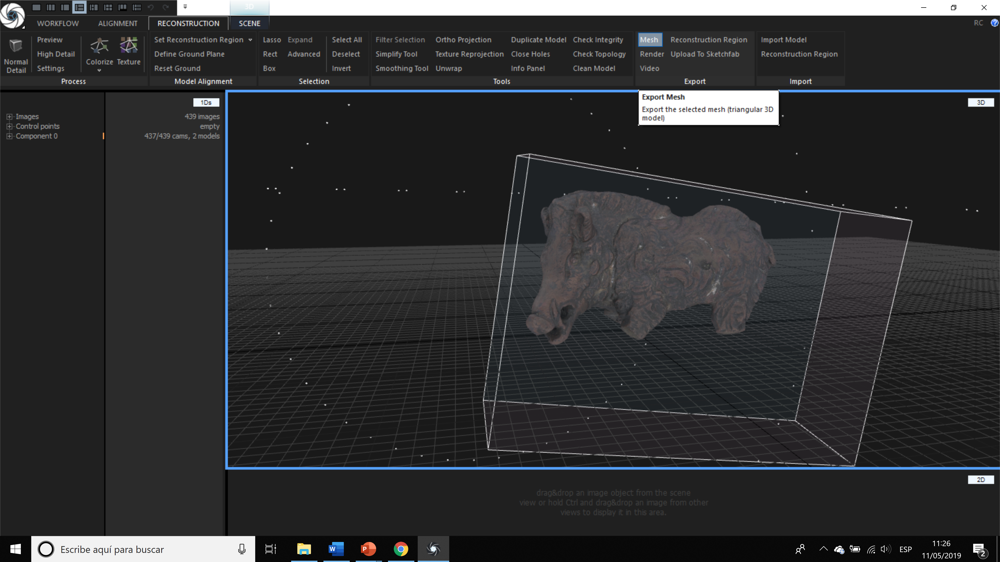 3D
WORKFLOW ALIGNMENT RECONSTRUCTION SCENE RC ?
Normal Detail
Preview
High Detail
Settings
Colorize Texture
Process
Set Reconstruction Region
Define Ground Plane
Reset Ground
Model Alignment
Lasso Expand Select All
Rect Advanced Deselect
Box Invert
Selection
Filter Selection Ortho Projection Duplicate Model Check Integrity
Simplify Tool Texture Reprojection Close Holes Check Topology
Smoothing Tool Unwrap Info Panel Clean Model
Tools
Mesh Reconstruction Region
Render Upload To Sketchfab
Video
Export
Import Model
Reconstruction Region
Import
Export Mesh
Export the selected mesh (triangular 3D
model)
1Ds
Images 439 images
Control points empty
Component 0 437/439 cams, 2 models
3D
2D
drag&drop an image object from the scene
view or hold Ctrl and drag&drop an image from other
views to display it in this area.
Escribe aquí para buscar
W
P
ESP
11:26
11/05/2019
2